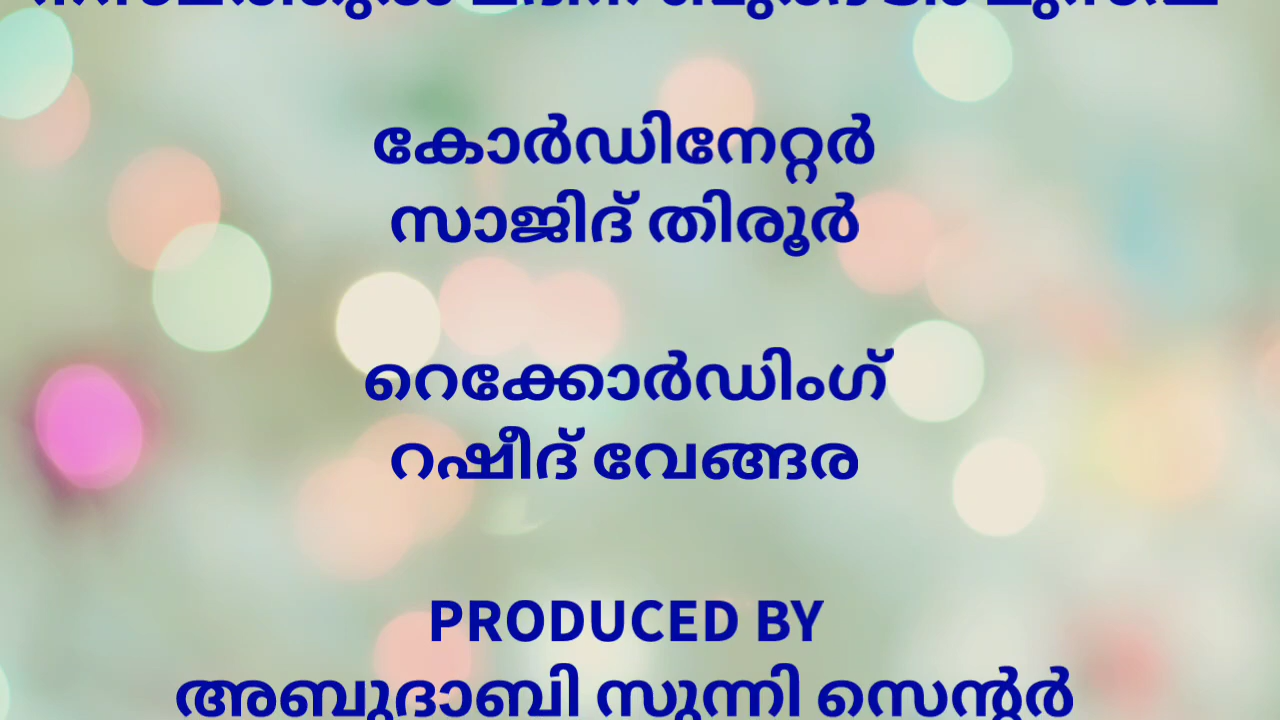 കോർഡിനേറ്റർ
സാജിദ് തിരൂർ
റെക്കോർഡിംഗ്
റഷീദ് വേങ്ങര
PRODUCED BY
അബുദാബി സുന്നി സെന്റർ